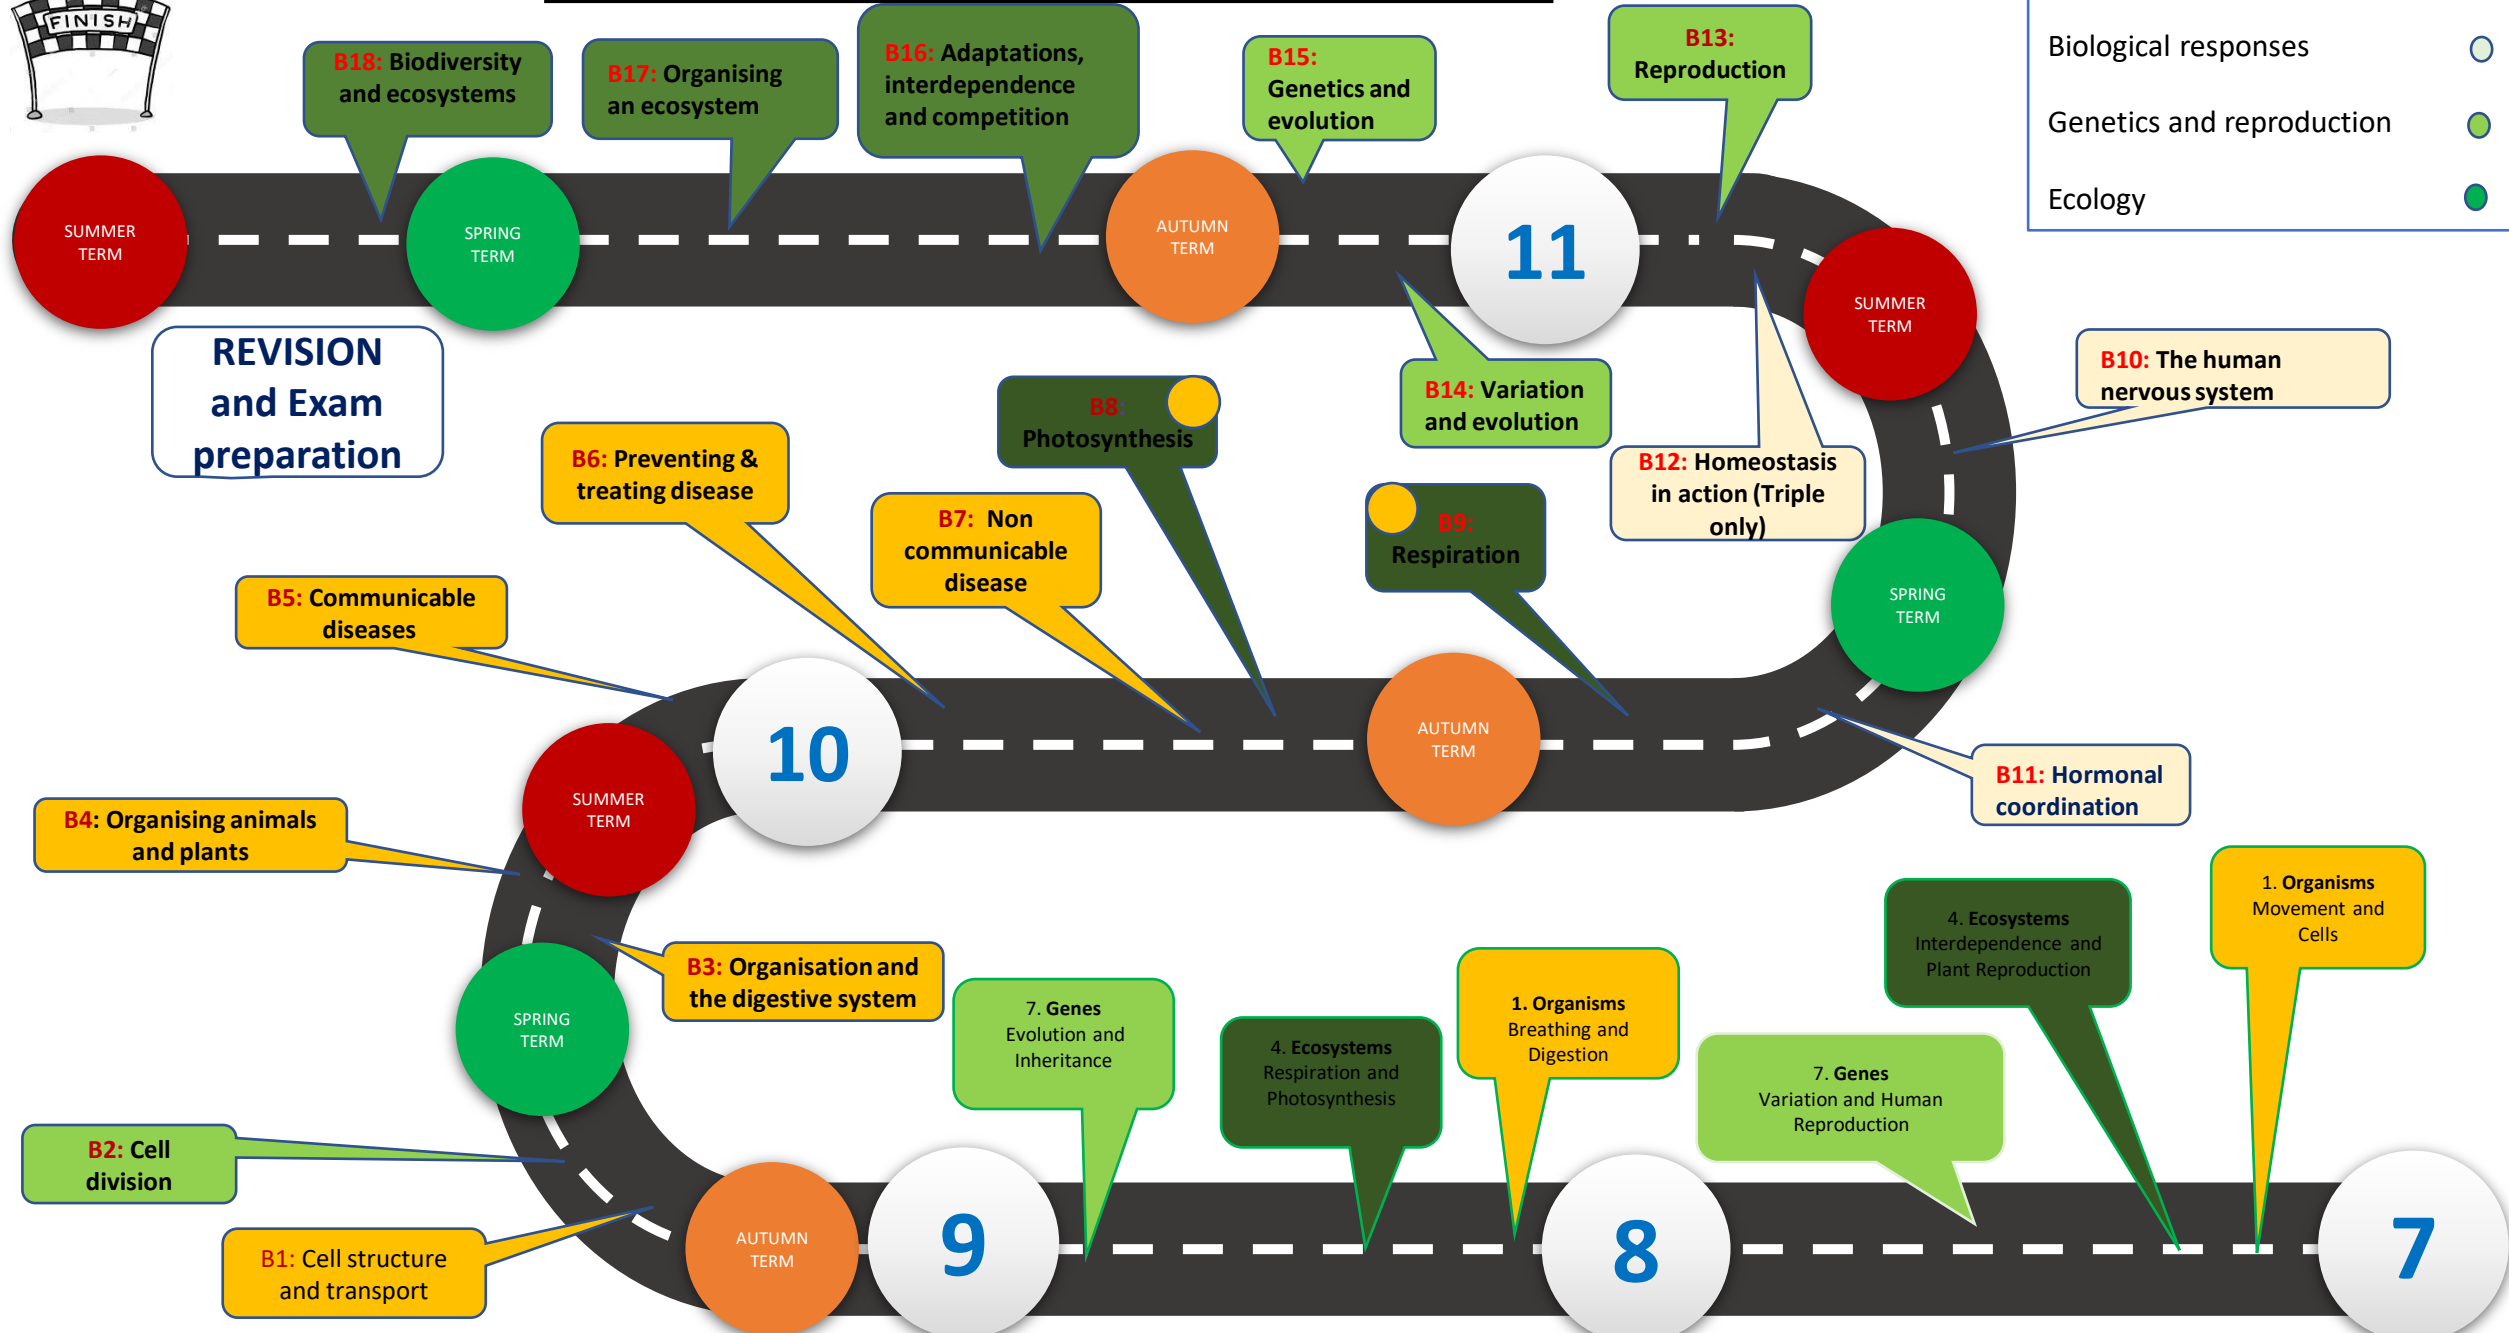 FINISH
B18: Biodiversity
and ecosystems
B17: Organising
an ecosystem
B16: Adaptations,
interdependence
and competition
B15:
Genetics and
evolution
B13:
Reproduction
Biological responses
Genetics and reproduction
Ecology
SUMMER
TERM
SPRING
TERM
AUTUMN
TERM
11
SUMMER
TERM
REVISION
and Exam
preparation
B14: Variation
and evolution
B10: The human
nervous system
B12: Homeostasis
in action (Triple
only)
B8:
Photosynthesis
B9:
Respiration
B6: Preventing &
treating disease
B7: Non
communicable
disease
B5: Communicable
diseases
SPRING
TERM
10
AUTUMN
TERM
B11: Hormonal
coordination
SUMMER
TERM
B4: Organising animals
and plants
B3: Organisation and
the digestive system
SPRING
TERM
B2: Cell
division
B1: Cell structure
and transport
AUTUMN
TERM
9
7. Genes
Evolution and
Inheritance
4. Ecosystems
Respiration and
Photosynthesis
1. Organisms
Breathing and
Digestion
8
7. Genes
Variation and Human
Reproduction
4. Ecosystems
Interdependence and
Plant Reproduction
1. Organisms
Movement and
Cells
7